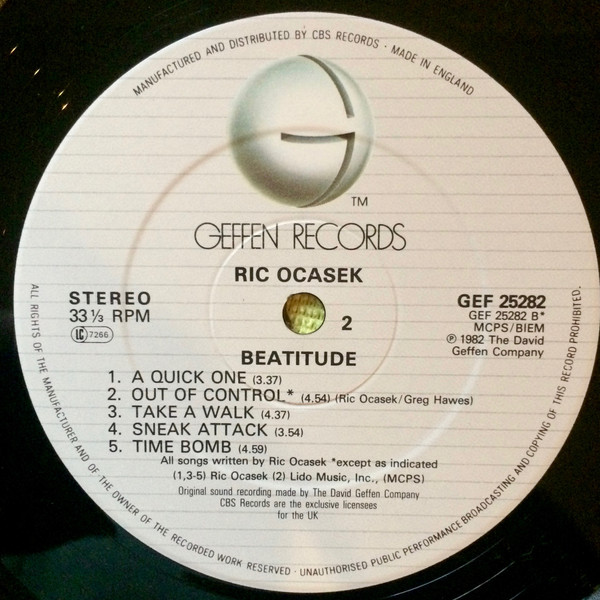 MANUFACTURED AND DISTRIBUTED BY CBS RECORDS · MADE IN ENGLAND
TM
GEFFEN RECORDS
RIC OCASEK
STEREO
33 ⅓ RPM
LC 7266
2
GEF 25282
GEF 25282 B*
MCPS/BIEM
℗ 1982 The David
Geffen Company
BEATITUDE
1. A QUICK ONE (3.37)
2. OUT OF CONTROL* (4.54) (Ric Ocasek/Greg Hawes)
3. TAKE A WALK (4.37)
4. SNEAK ATTACK (3.54)
5. TIME BOMB (4.59)
All songs written by Ric Ocasek *except as indicated
(1,3-5) Ric Ocasek (2) Lido Music, Inc., (MCPS)
Original sound recording made by The David Geffen Company
CBS Records are the exclusive licensees
for the UK
ALL RIGHTS OF THE MANUFACTURER AND OF THE OWNER OF THE RECORDED WORK RESERVED · UNAUTHORISED PUBLIC PERFORMANCE BROADCASTING AND COPYING OF THIS RECORD PROHIBITED.